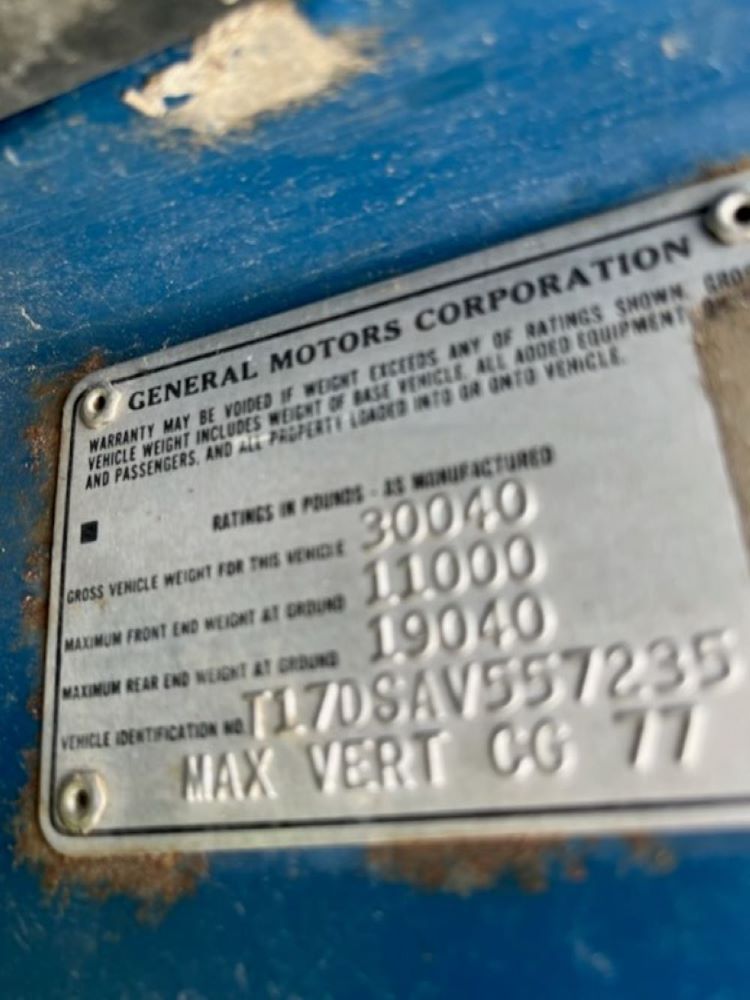 GENERAL MOTORS CORPORATION
WARRANTY MAY BE VOIDED IF WEIGHT EXCEEDS ANY OF RATINGS SHOWN. GROSS
VEHICLE WEIGHT INCLUDES WEIGHT OF BASE VEHICLE, ALL ADDED EQUIPMENT,
AND PASSENGERS, AND ALL PROPERTY LOADED INTO OR ONTO VEHICLE.
RATINGS IN POUNDS - AS MANUFACTURED
GROSS VEHICLE WEIGHT FOR THIS VEHICLE 30040
MAXIMUM FRONT END WEIGHT AT GROUND 11000
MAXIMUM REAR END WEIGHT AT GROUND 19040
VEHICLE IDENTIFICATION NO. T17DSAV557235
MAX VERT CG 77